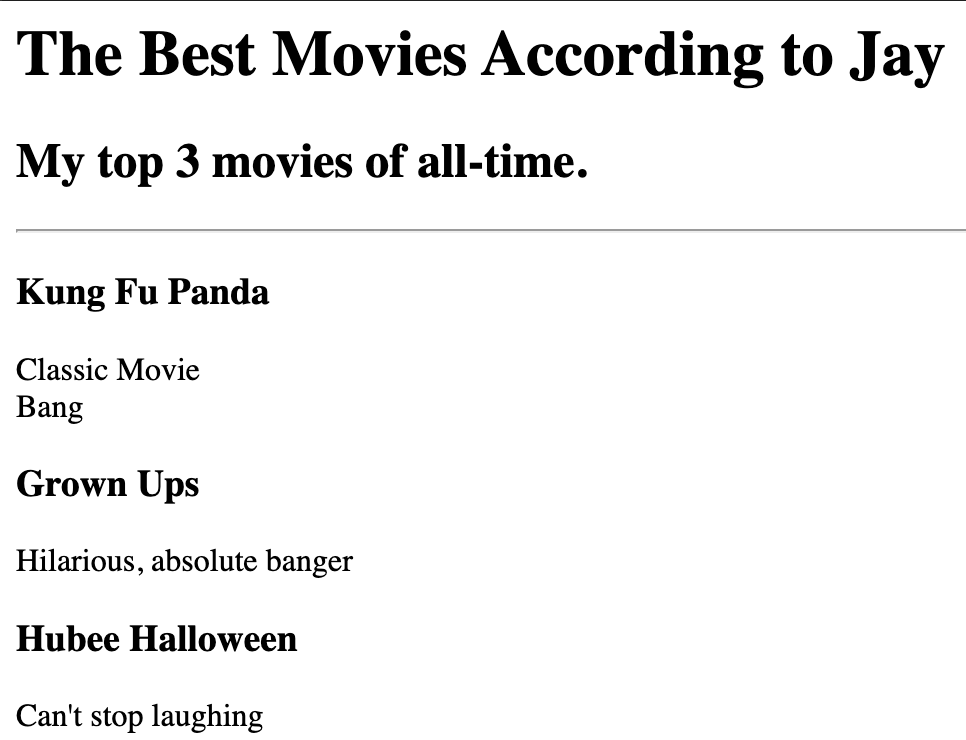 The Best Movies According to Jay
My top 3 movies of all-time.
Kung Fu Panda
Classic Movie
Bang
Grown Ups
Hilarious, absolute banger
Hubee Halloween
Can't stop laughing